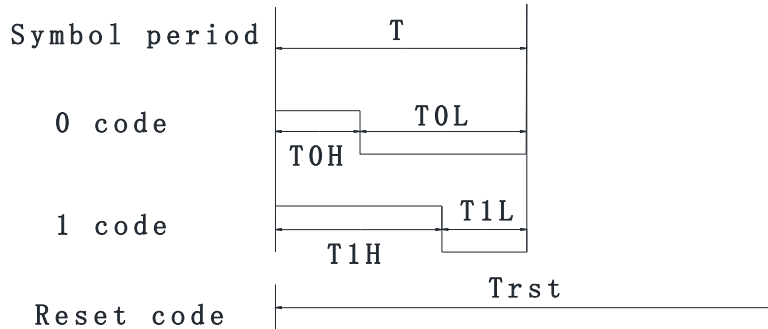 Symbol period
T
0 code
T0H
T0L
1 code
T1H
T1L
Reset code
Trst